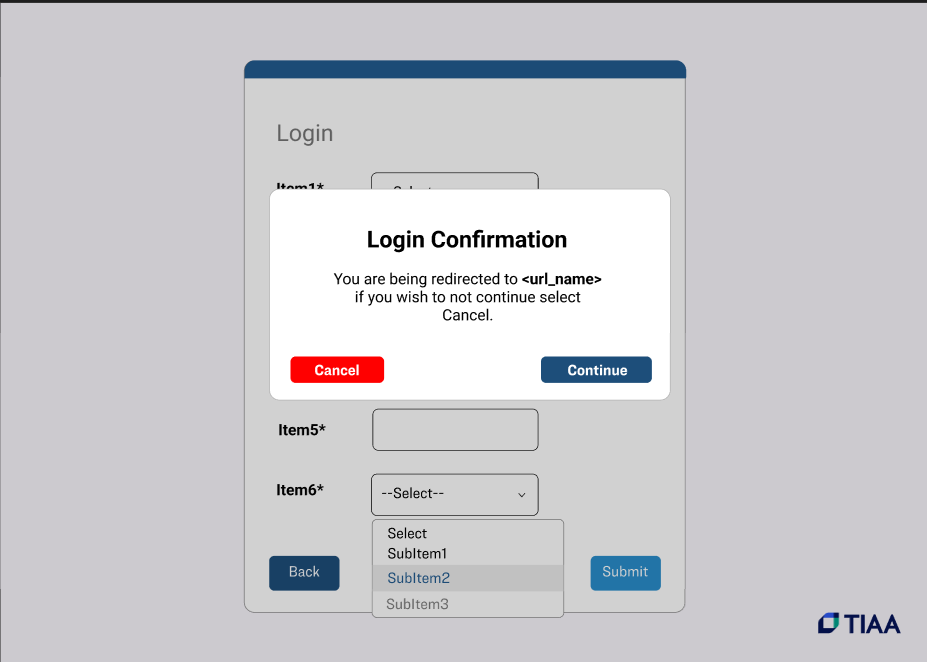 Login
Item1*
Login Confirmation
You are being redirected to <url_name>
if you wish to not continue select
Cancel.
Cancel
Continue
Item5*
Item6*
--Select--
Select
SubItem1
SubItem2
SubItem3
Back
Submit
TIAA